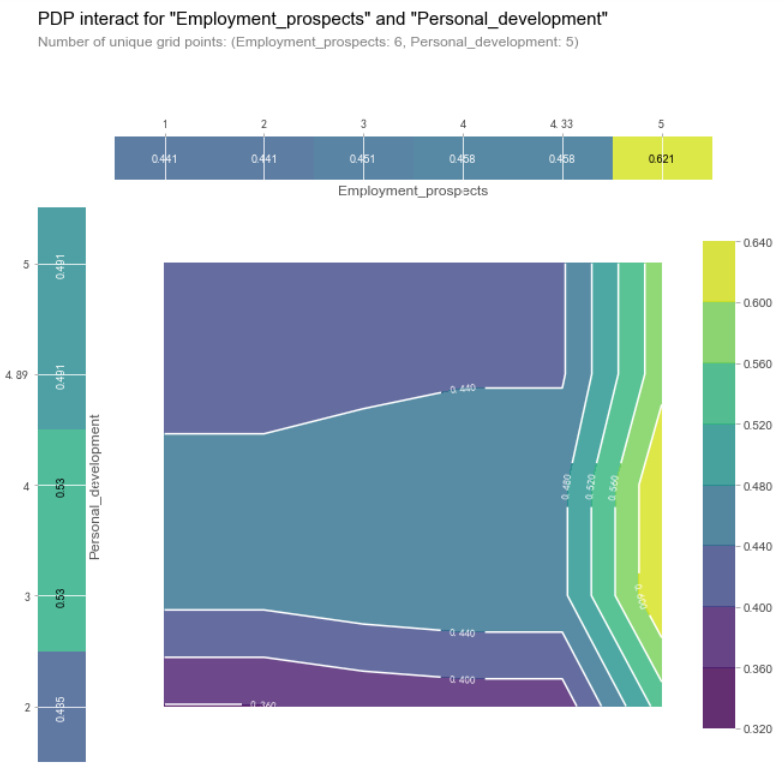 PDP interact for "Employment_prospects" and "Personal_development"
Number of unique grid points: (Employment_prospects: 6, Personal_development: 5)
1 2 3 4 4.33 5
0.441 0.441 0.451 0.458 0.458 0.621
Employment_prospects
5 0.491
4.89 0.491
4 0.53
3 0.53
2 0.435
Personal_development
0.440
0.480 0.520 0.560
0.600
0.440
0.400
0.360
0.640
0.600
0.560
0.520
0.480
0.440
0.400
0.360
0.320